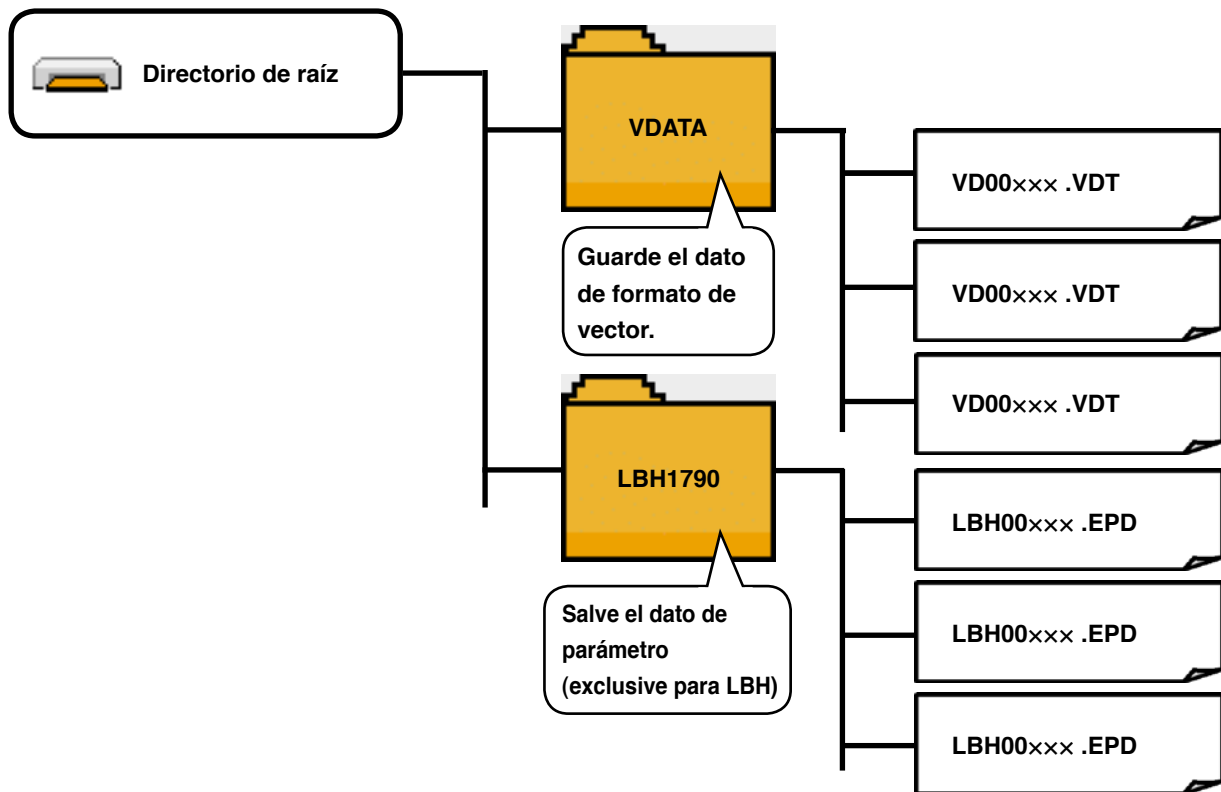 Directorio de raíz
VDATA
Guarde el dato
de formato de
vector.
VD00××× .VDT
VD00××× .VDT
VD00××× .VDT
LBH1790
Salve el dato de
parámetro
(exclusive para LBH)
LBH00××× .EPD
LBH00××× .EPD
LBH00××× .EPD